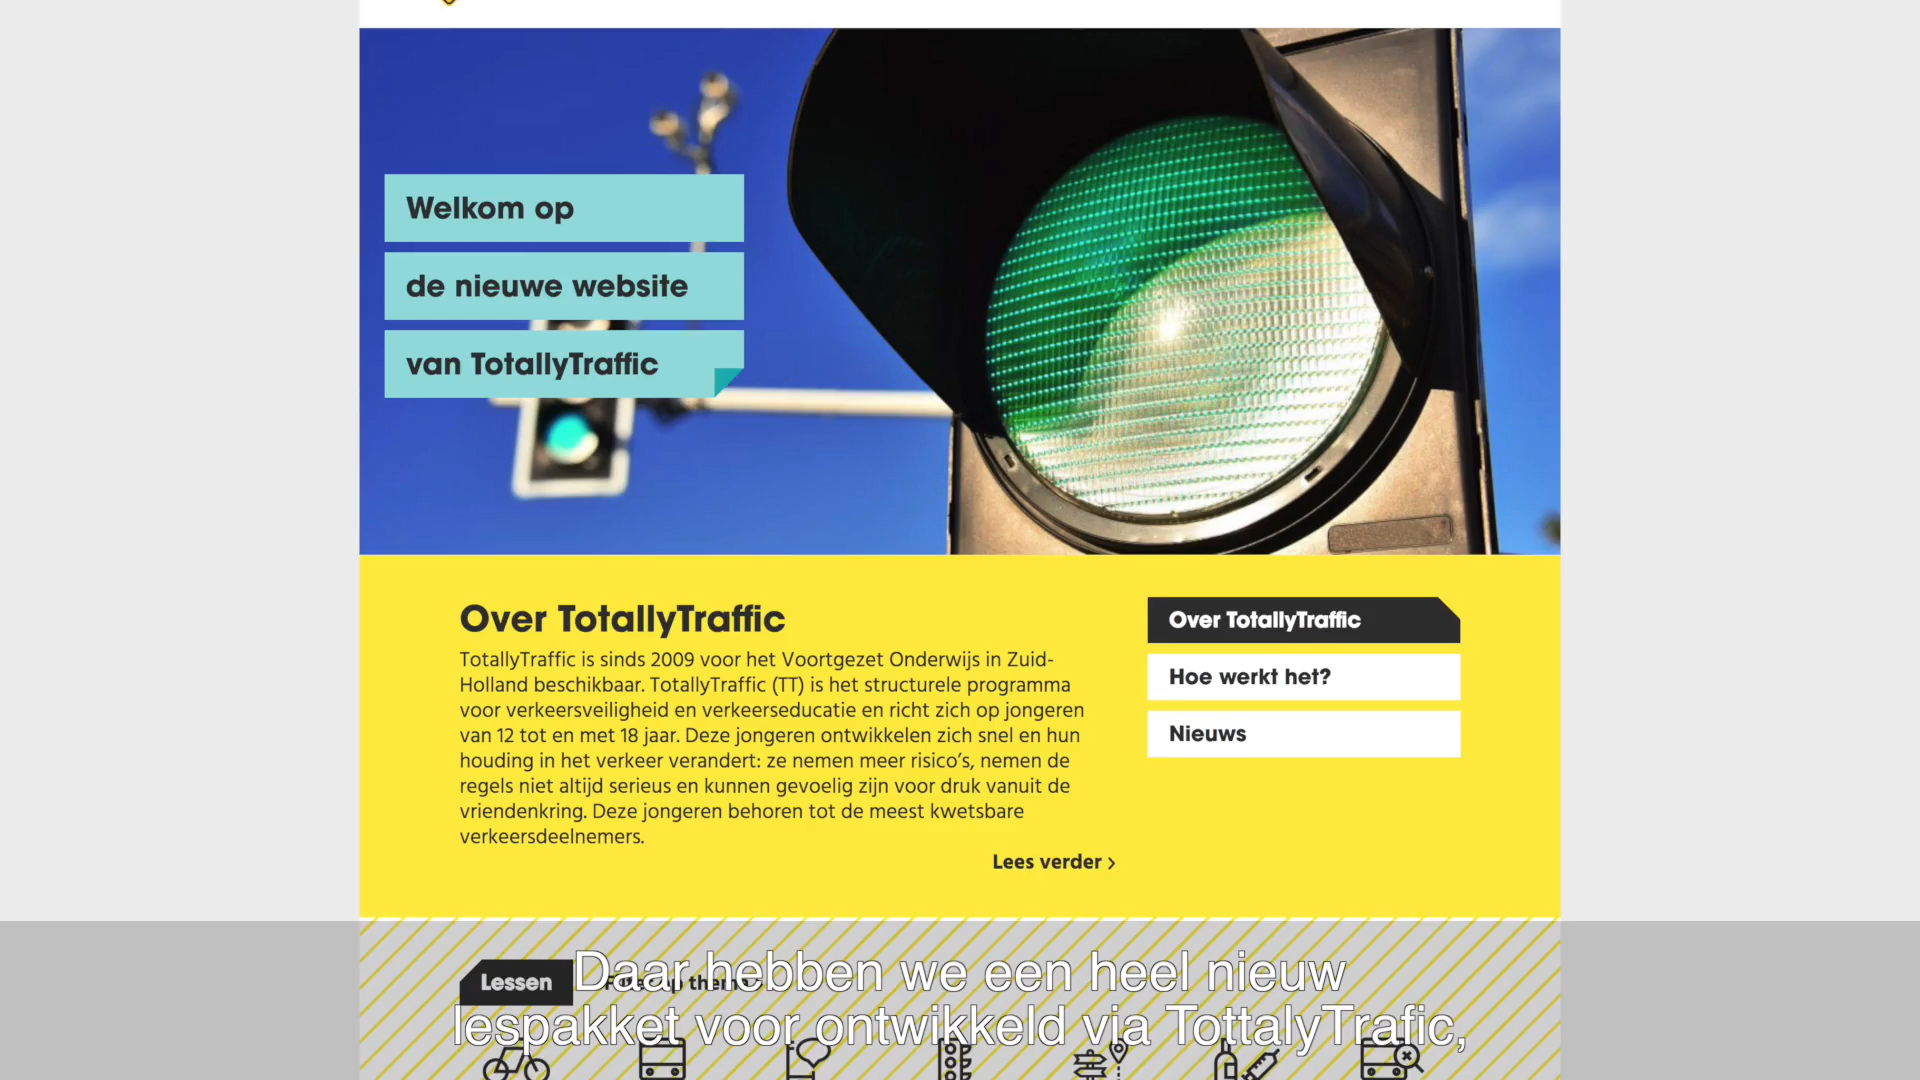 Welkom op
de nieuwe website
van TotallyTraffic
Over TotallyTraffic
TotallyTraffic is sinds 2009 voor het Voortgezet Onderwijs in Zuid-
Holland beschikbaar. TotallyTraffic (TT) is het structurele programma
voor verkeersveiligheid en verkeerseducatie en richt zich op jongeren
van 12 tot en met 18 jaar. Deze jongeren ontwikkelen zich snel en hun
houding in het verkeer verandert: ze nemen meer risico's, nemen de
regels niet altijd serieus en kunnen gevoelig zijn voor druk vanuit de
vriendenkring. Deze jongeren behoren tot de meest kwetsbare
verkeersdeelnemers.
Lees verder >
Over TotallyTraffic
Hoe werkt het?
Nieuws
Lessen
Filter op thema
Daar hebben we een heel nieuw
lespakket voor ontwikkeld via TottalyTrafic,